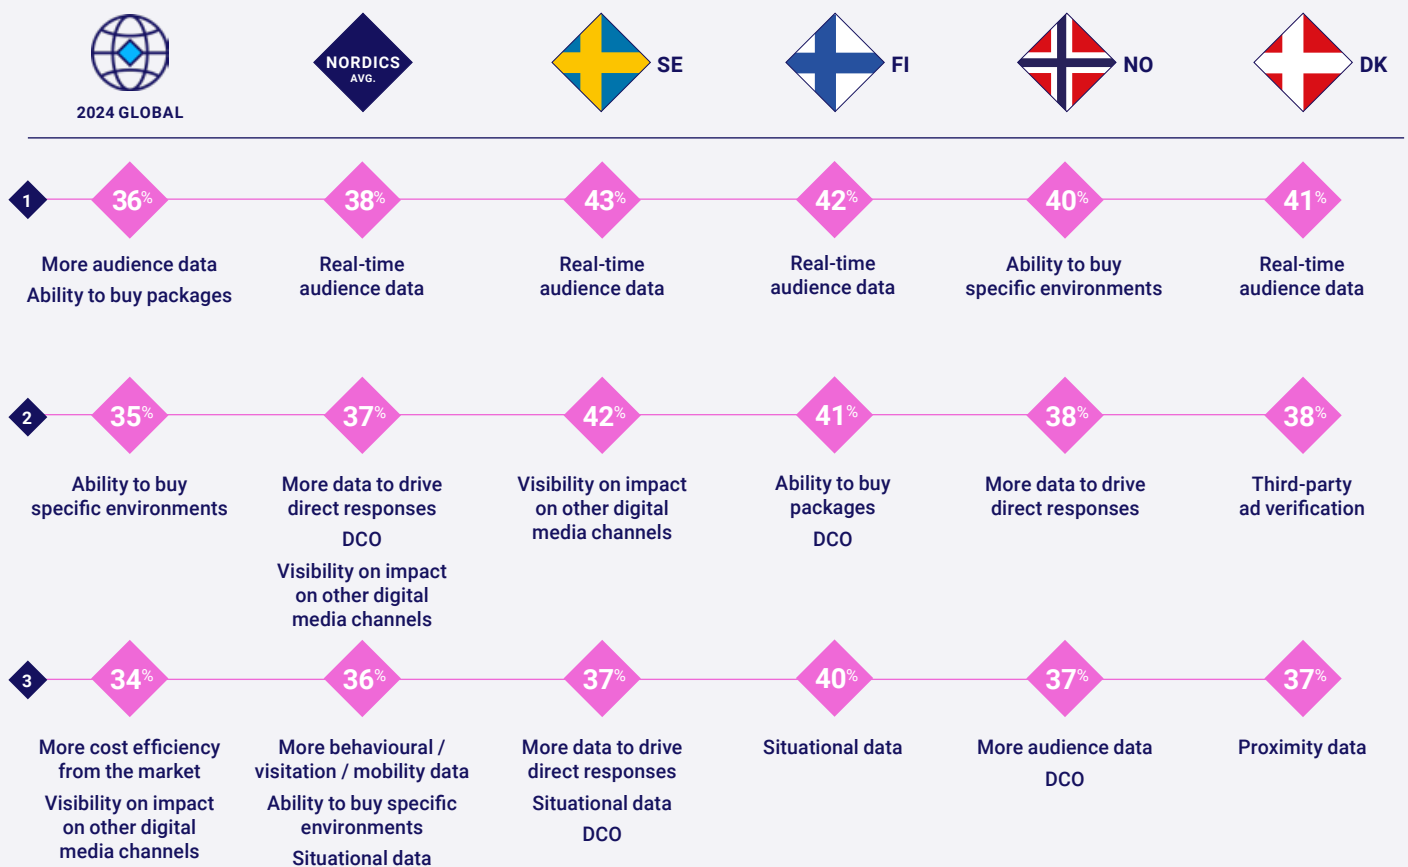 2024 GLOBAL
NORDICS
AVG.
SE
FI
NO
DK
1
36%
38%
43%
42%
40%
41%
More audience data
Ability to buy packages
Real-time
audience data
Real-time
audience data
Real-time
audience data
Ability to buy
specific environments
Real-time
audience data
2
35%
37%
42%
41%
38%
38%
Ability to buy
specific environments
More data to drive
direct responses
DCO
Visibility on impact
on other digital
media channels
Visibility on impact
on other digital
media channels
Ability to buy
packages
DCO
More data to drive
direct responses
Third-party
ad verification
3
34%
36%
37%
40%
37%
37%
More cost efficiency
from the market
Visibility on impact
on other digital
media channels
More behavioural /
visitation / mobility data
Ability to buy specific
environments
Situational data
More data to drive
direct responses
Situational data
DCO
Situational data
More audience data
DCO
Proximity data